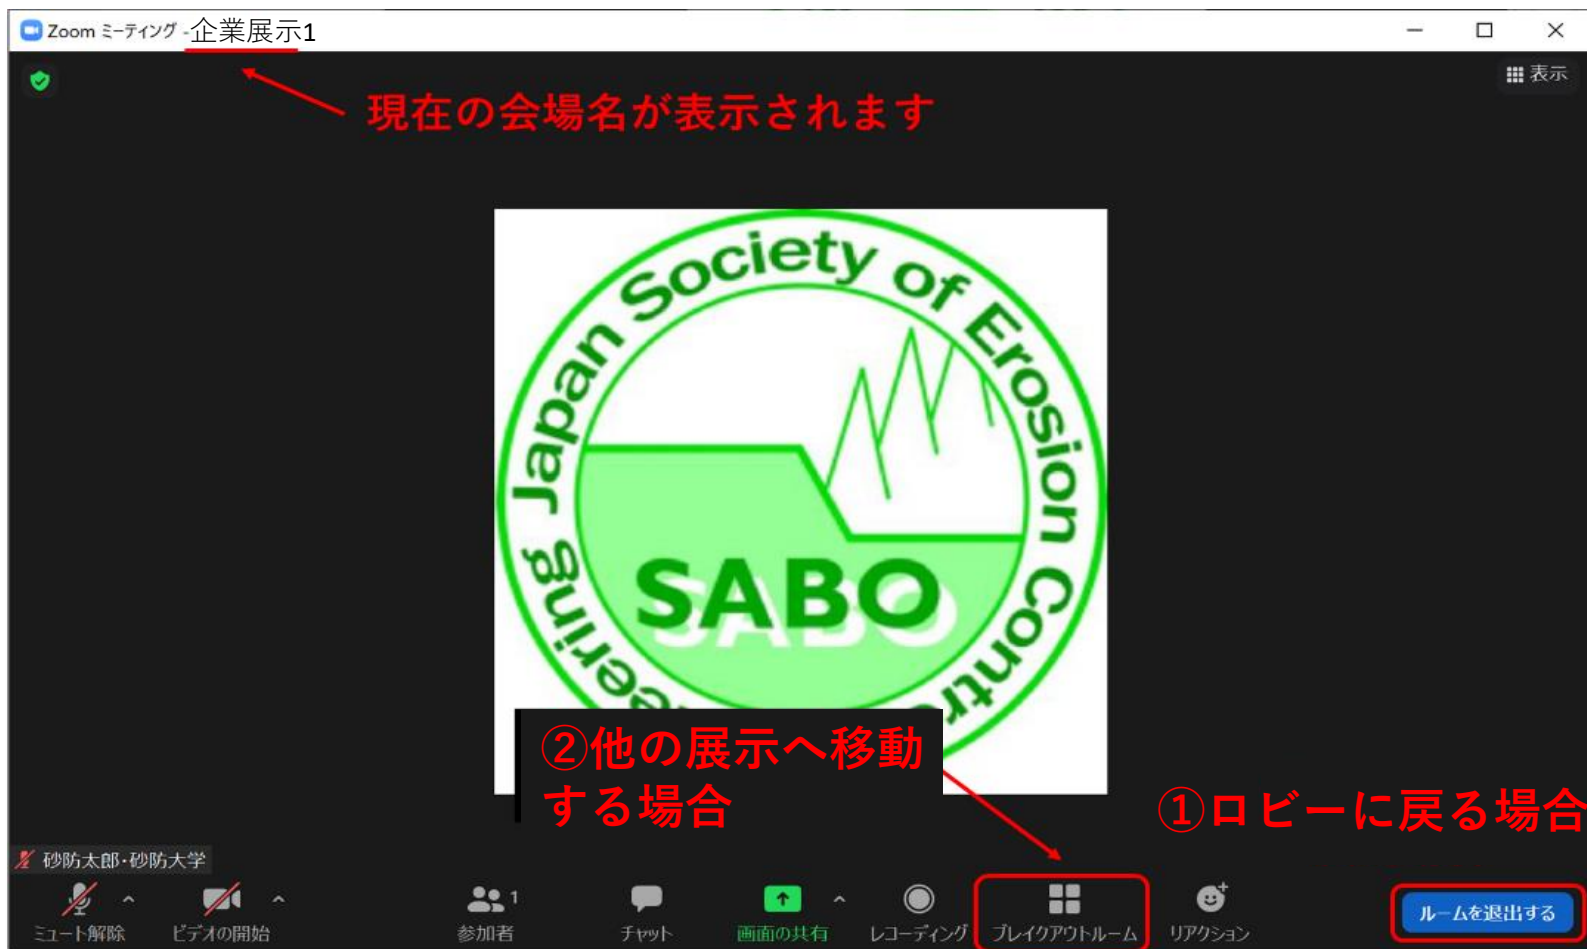 Zoom ミーティング -企業展示1
表示
現在の会場名が表示されます
Japan Society of Erosion
SABO
②他の展示へ移動
する場合
①ロビーに戻る場合
砂防太郎・砂防大学
1
ミュート解除 ビデオの開始 参加者 チャット 画面の共有 レコーディング ブレイクアウトルーム リアクション ルームを退出する